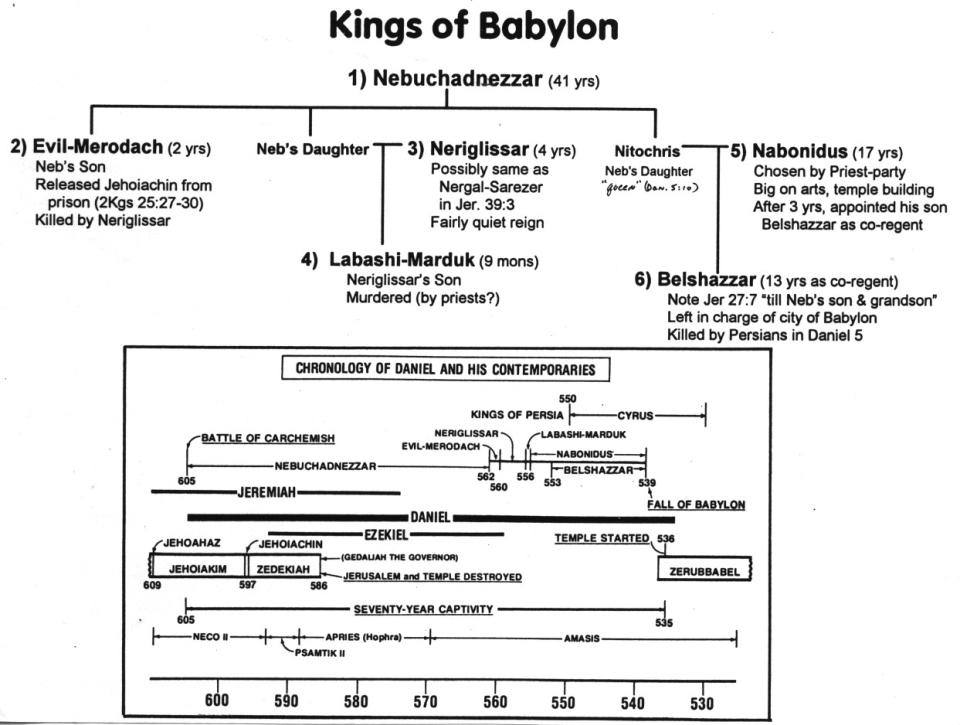 Kings of Babylon
1) Nebuchadnezzar (41 yrs)
2) Evil-Merodach (2 yrs)
Neb's Son
Released Jehoiachin from
prison (2Kgs 25:27-30)
Killed by Neriglissar
Neb's Daughter
3) Neriglissar (4 yrs)
Possibly same as
Nergal-Sarezer
in Jer. 39:3
Fairly quiet reign
4) Labashi-Marduk (9 mons)
Neriglissar's Son
Murdered (by priests?)
Nitochris
Neb's Daughter
"queen" (Dan. 5:10)
5) Nabonidus (17 yrs)
Chosen by Priest-party
Big on arts, temple building
After 3 yrs, appointed his son
Belshazzar as co-regent
6) Belshazzar (13 yrs as co-regent)
Note Jer 27:7 "till Neb's son & grandson"
Left in charge of city of Babylon
Killed by Persians in Daniel 5
CHRONOLOGY OF DANIEL AND HIS CONTEMPORARIES
550
KINGS OF PERSIA CYRUS
NERIGLISSAR LABASHI-MARDUK
BATTLE OF CARCHEMISH
EVIL-MERODACH NABONIDUS
NEBUCHADNEZZAR BELSHAZZAR
605 562 560 556 553 539
JEREMIAH
FALL OF BABYLON
DANIEL
EZEKIEL
TEMPLE STARTED 536
JEHOAHAZ JEHOIACHIN
(GEDALIAH THE GOVERNOR)
JEHOIAKIM ZEDEKIAH ZERUBBABEL
JERUSALEM and TEMPLE DESTROYED
609 597 586
SEVENTY-YEAR CAPTIVITY
605 535
NECO II APRIES (Hophra) AMASIS
PSAMTIK II
600 590 580 570 560 550 540 530